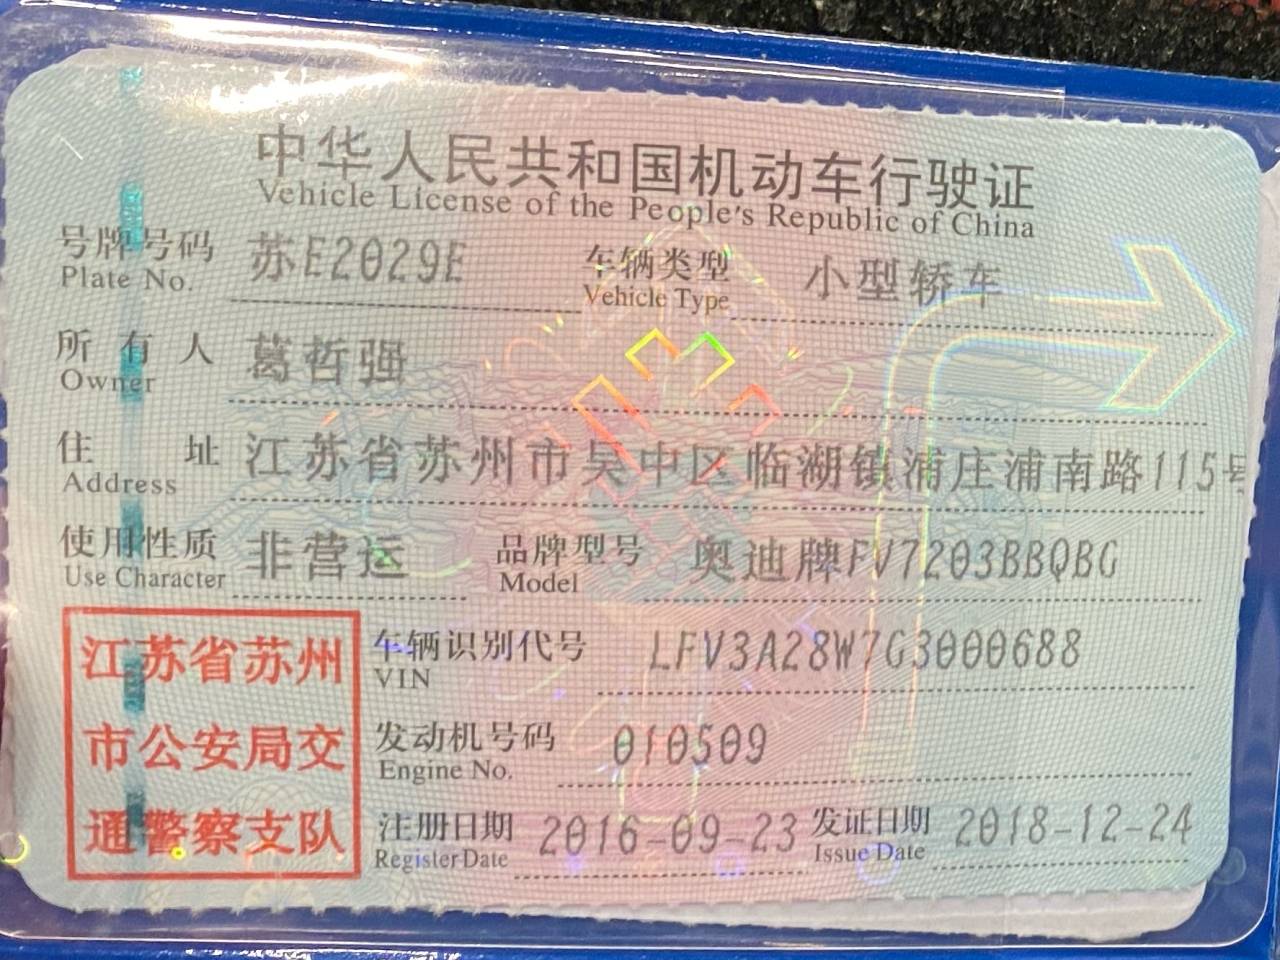 中华人民共和国机动车行驶证
Vehicle License of the People's Republic of China
号牌号码 苏E2029E 车辆类型 小型轿车
Plate No. Vehicle Type
所有人 葛哲强
Owner
住址 江苏省苏州市吴中区临湖镇浦庄浦南路115号
Address
使用性质 非营运 品牌型号 奥迪牌FV7203BBQBG
Use Character Model
江苏省苏州
市公安局交
通警察支队
车辆识别代号 LFV3A28W7G3000688
VIN
发动机号码 010509
Engine No.
注册日期 2016-09-23 发证日期 2018-12-24
Register Date Issue Date